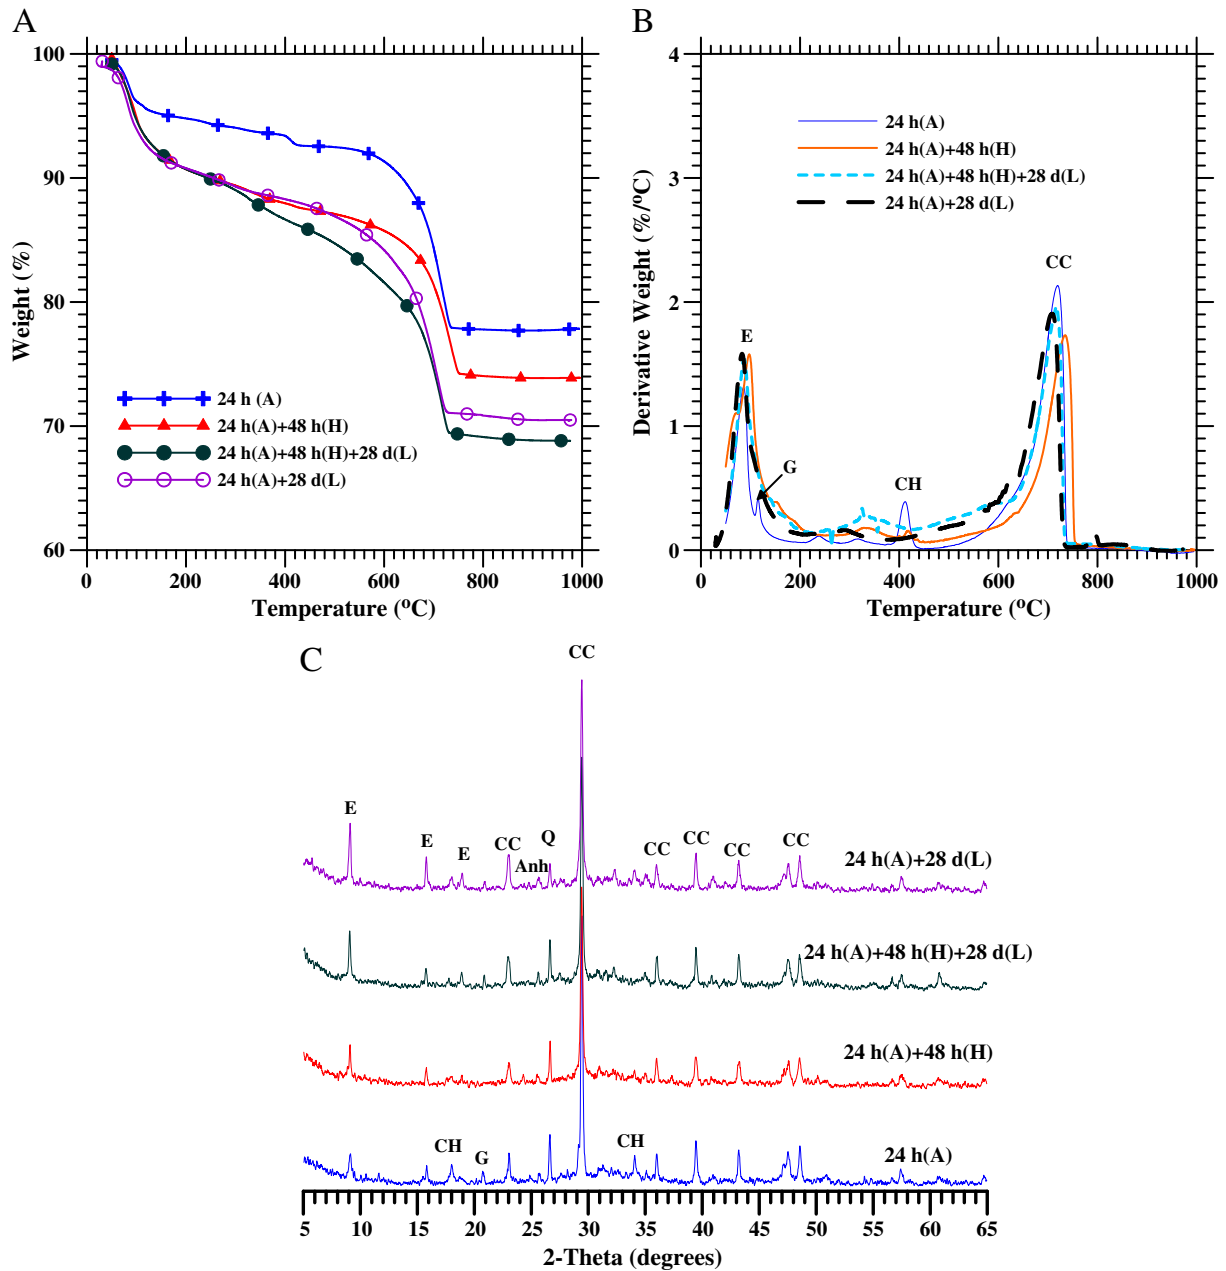 A
100
90
80
70
60
Weight (%)
24 h (A)
24 h(A)+48 h(H)
24 h(A)+48 h(H)+28 d(L)
24 h(A)+28 d(L)
0 200 400 600 800 1000
Temperature (ºC)
B
4
3
2
1
0
Derivative Weight (%/ºC)
24 h(A)
24 h(A)+48 h(H)
24 h(A)+48 h(H)+28 d(L)
24 h(A)+28 d(L)
CC
E
G
CH
0 200 400 600 800 1000
Temperature (ºC)
C
CC
E
E
E
CC
Anh
Q
CC
CC
CC
CC
24 h(A)+28 d(L)
24 h(A)+48 h(H)+28 d(L)
24 h(A)+48 h(H)
CH
G
CH
24 h(A)
5 10 15 20 25 30 35 40 45 50 55 60 65
2-Theta (degrees)